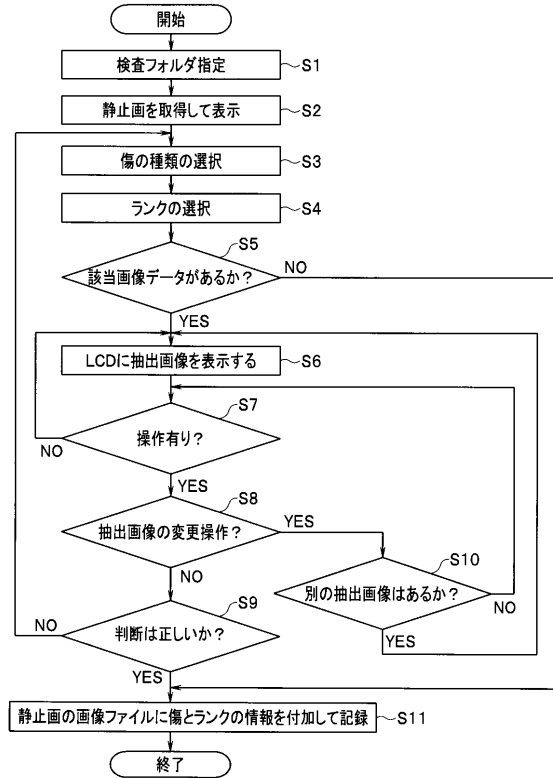 開始
検査フォルダ指定
S1
静止画を取得して表示
S2
傷の種類の選択
S3
ランクの選択
S4
S5
該当画像データがあるか?
NO
YES
LCDに抽出画像を表示する
S6
S7
操作有り?
NO
YES
S8
抽出画像の変更操作?
YES
NO
S10
別の抽出画像はあるか?
NO
YES
S9
判断は正しいか?
NO
YES
静止画の画像ファイルに傷とランクの情報を付加して記録
S11
終了